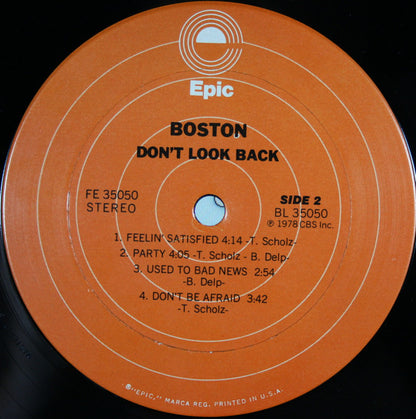 Epic
BOSTON
DON'T LOOK BACK
FE 35050
STEREO
SIDE 2
BL 35050
℗ 1978 CBS Inc.
1. FEELIN' SATISFIED 4:14 -T. Scholz-
2. PARTY 4:05 -T. Scholz - B. Delp-
3. USED TO BAD NEWS 2:54
-B. Delp-
4. DON'T BE AFRAID 3:42
-T. Scholz-
®"EPIC," MARCA REG. PRINTED IN U.S.A.